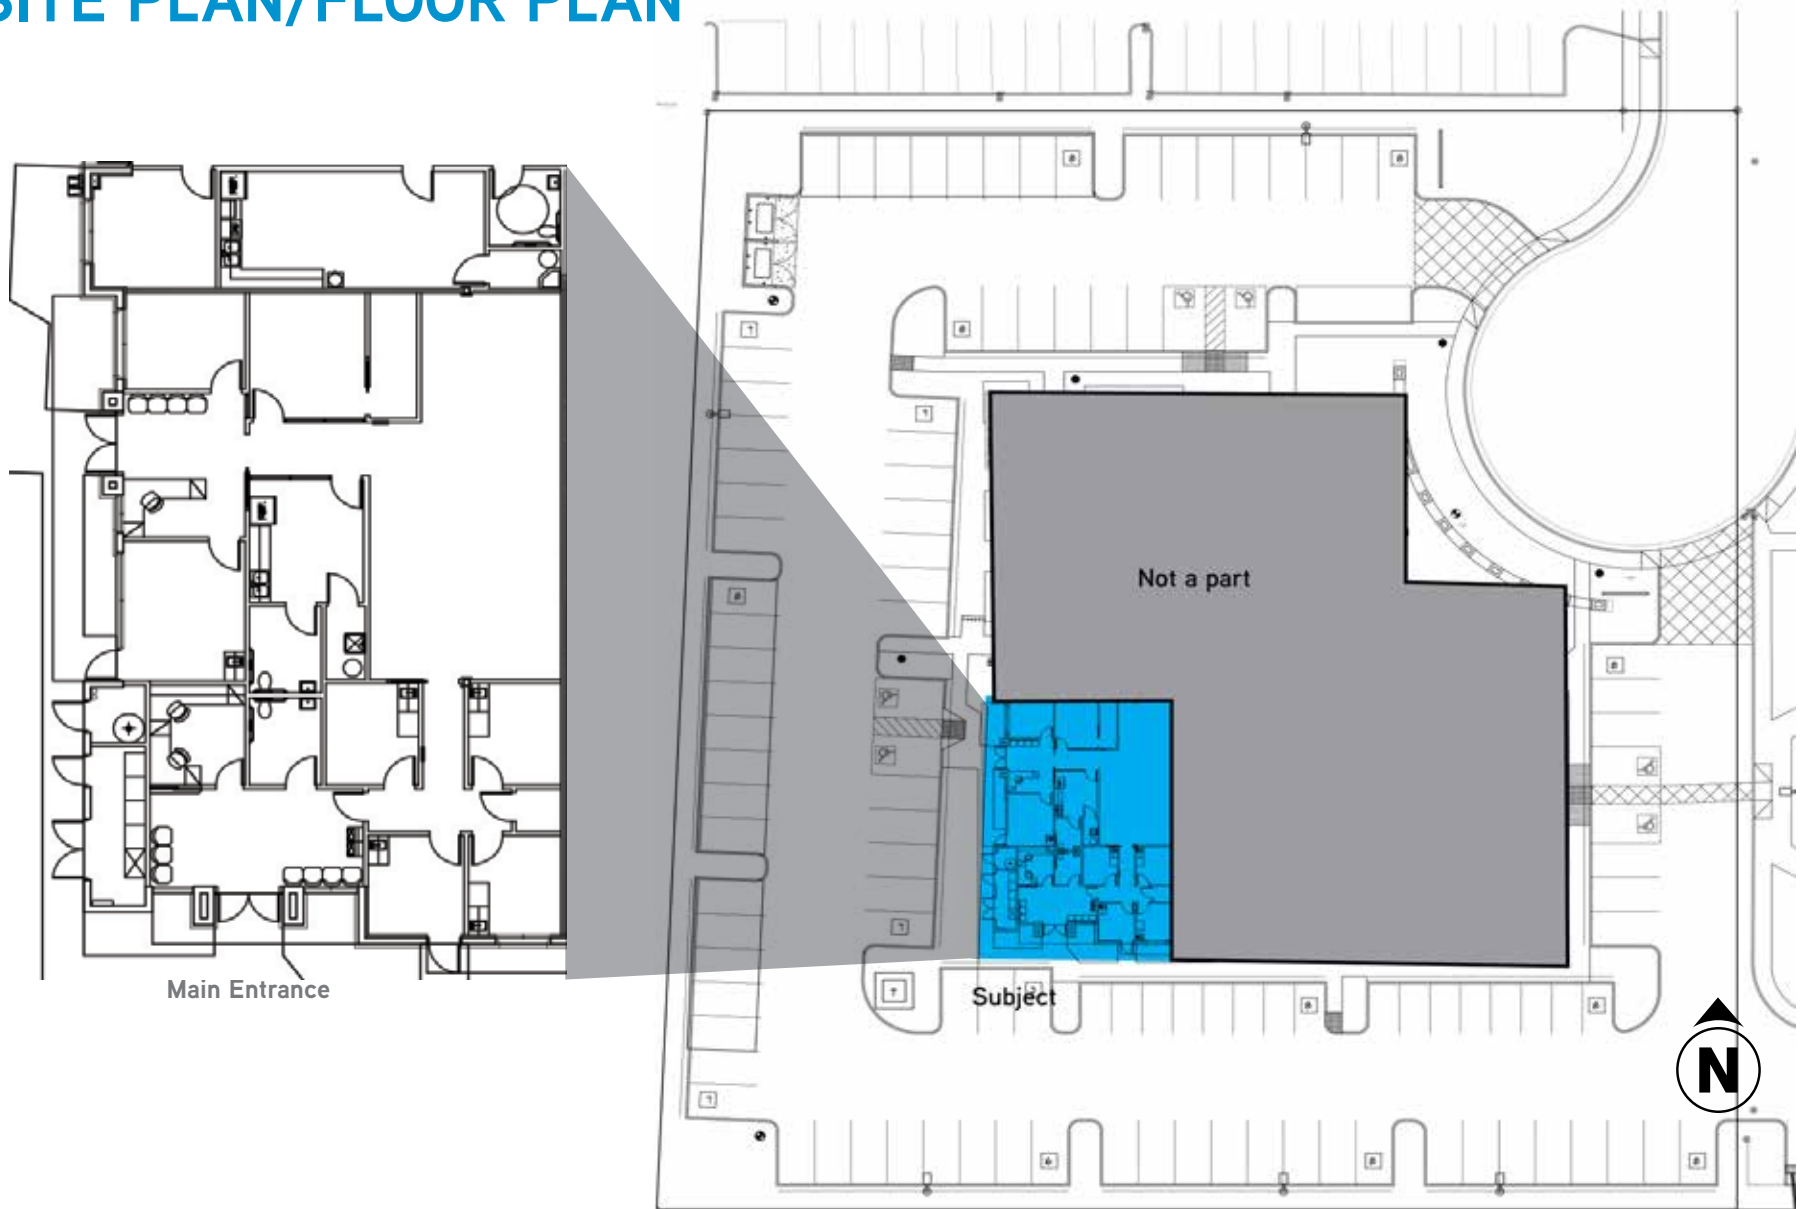 SITE PLAN/FLOOR PLAN
Not a part
Subject
Main Entrance
N